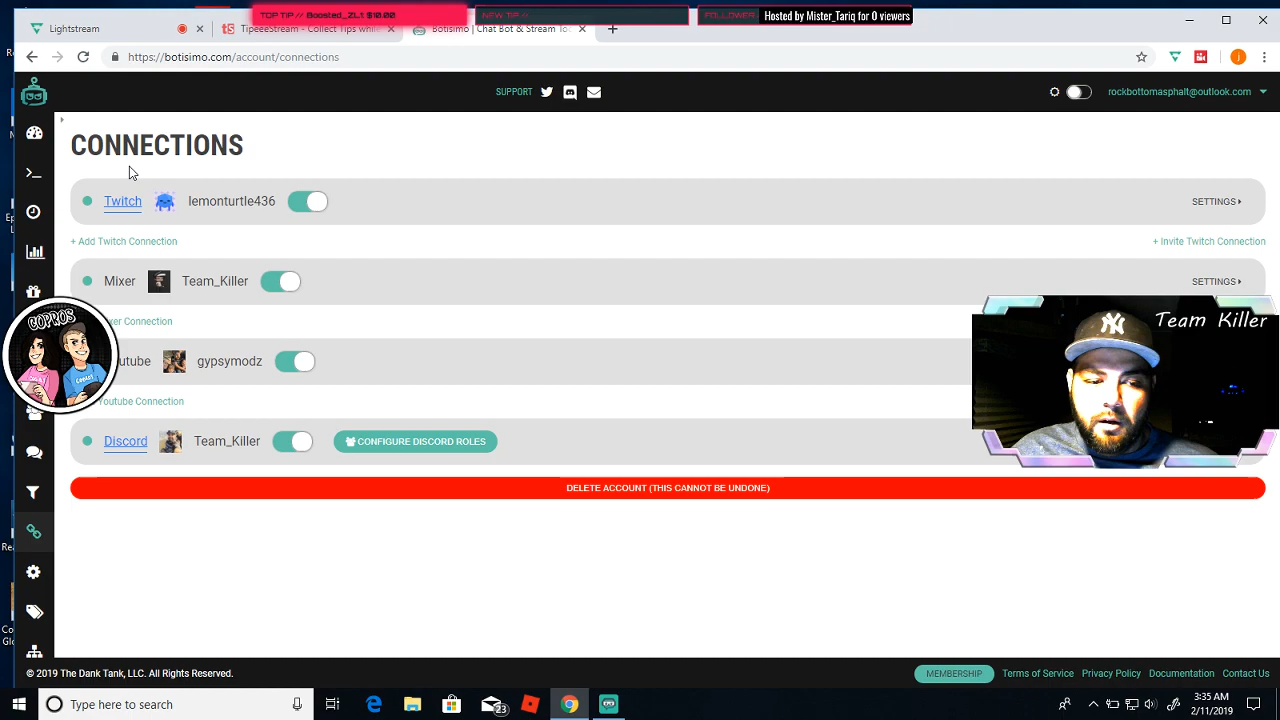 TOP TIP // Boosted_ZL1 $10.00
NEW TIP //
FOLLOWER
Hosted by Mister_Tariq for 0 viewers
Lightstream
TipeeeStream - Collect Tips while
Botisimo | Chat Bot & Stream To
https://botisimo.com/account/connections
SUPPORT
rockbottomasphalt@outlook.com
CONNECTIONS
Twitch lemonturtle436 SETTINGS
+ Add Twitch Connection + Invite Twitch Connection
Mixer Team_Killer SETTINGS
Connection
gypsymodz
Youtube Connection
Discord Team_Killer CONFIGURE DISCORD ROLES
DELETE ACCOUNT (THIS CANNOT BE UNDONE)
COPROS
Team Killer
© 2019 The Dank Tank, LLC. All Rights Reserved.
MEMBERSHIP Terms of Service Privacy Policy Documentation Contact Us
Type here to search
23
3:35 AM
2/11/2019